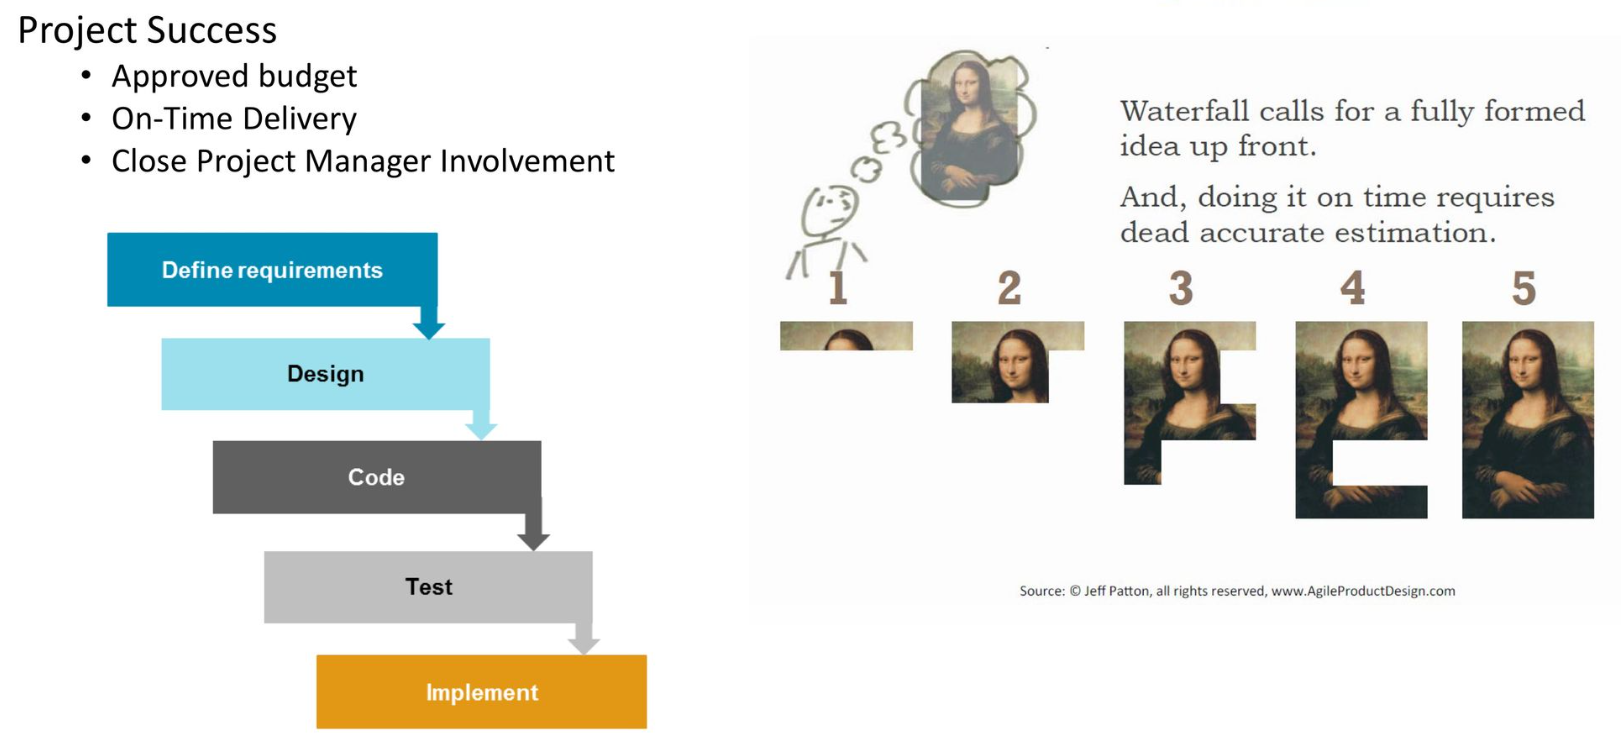 Project Success
• Approved budget
• On-Time Delivery
• Close Project Manager Involvement
Define requirements
Design
Code
Test
Implement
Waterfall calls for a fully formed
idea up front.
And, doing it on time requires
dead accurate estimation.
1 2 3 4 5
Source: © Jeff Patton, all rights reserved, www.AgileProductDesign.com